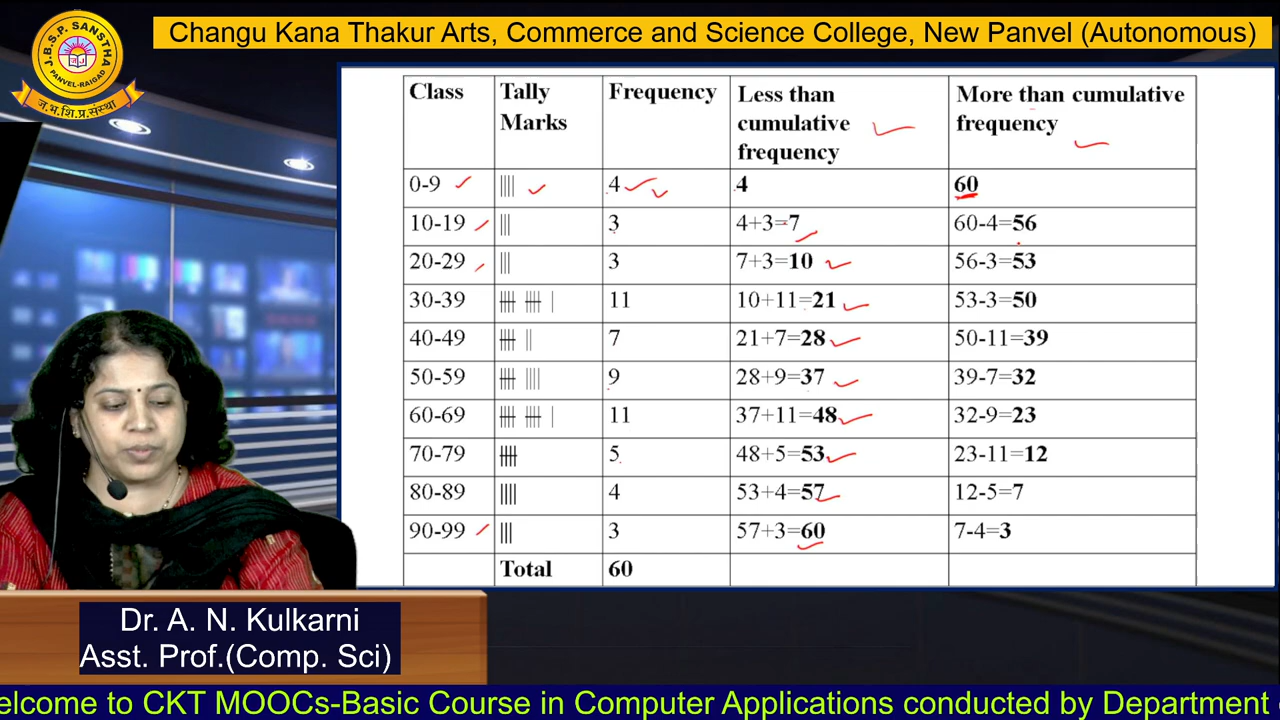 J.B.S.P. SANSTHA
PANVEL-RAIGAD
ज.भ.शि.प्र.संस्था
Changu Kana Thakur Arts, Commerce and Science College, New Panvel (Autonomous)
Class Tally Marks Frequency Less than cumulative frequency More than cumulative frequency
0-9 |||| 4 4 60
10-19 ||| 3 4+3=7 60-4=56
20-29 ||| 3 7+3=10 56-3=53
30-39 11 10+11=21 53-3=50
40-49 7 21+7=28 50-11=39
50-59 9 28+9=37 39-7=32
60-69 11 37+11=48 32-9=23
70-79 5 48+5=53 23-11=12
80-89 |||| 4 53+4=57 12-5=7
90-99 ||| 3 57+3=60 7-4=3
Total 60
Dr. A. N. Kulkarni
Asst. Prof.(Comp. Sci)
elcome to CKT MOOCs-Basic Course in Computer Applications conducted by Department